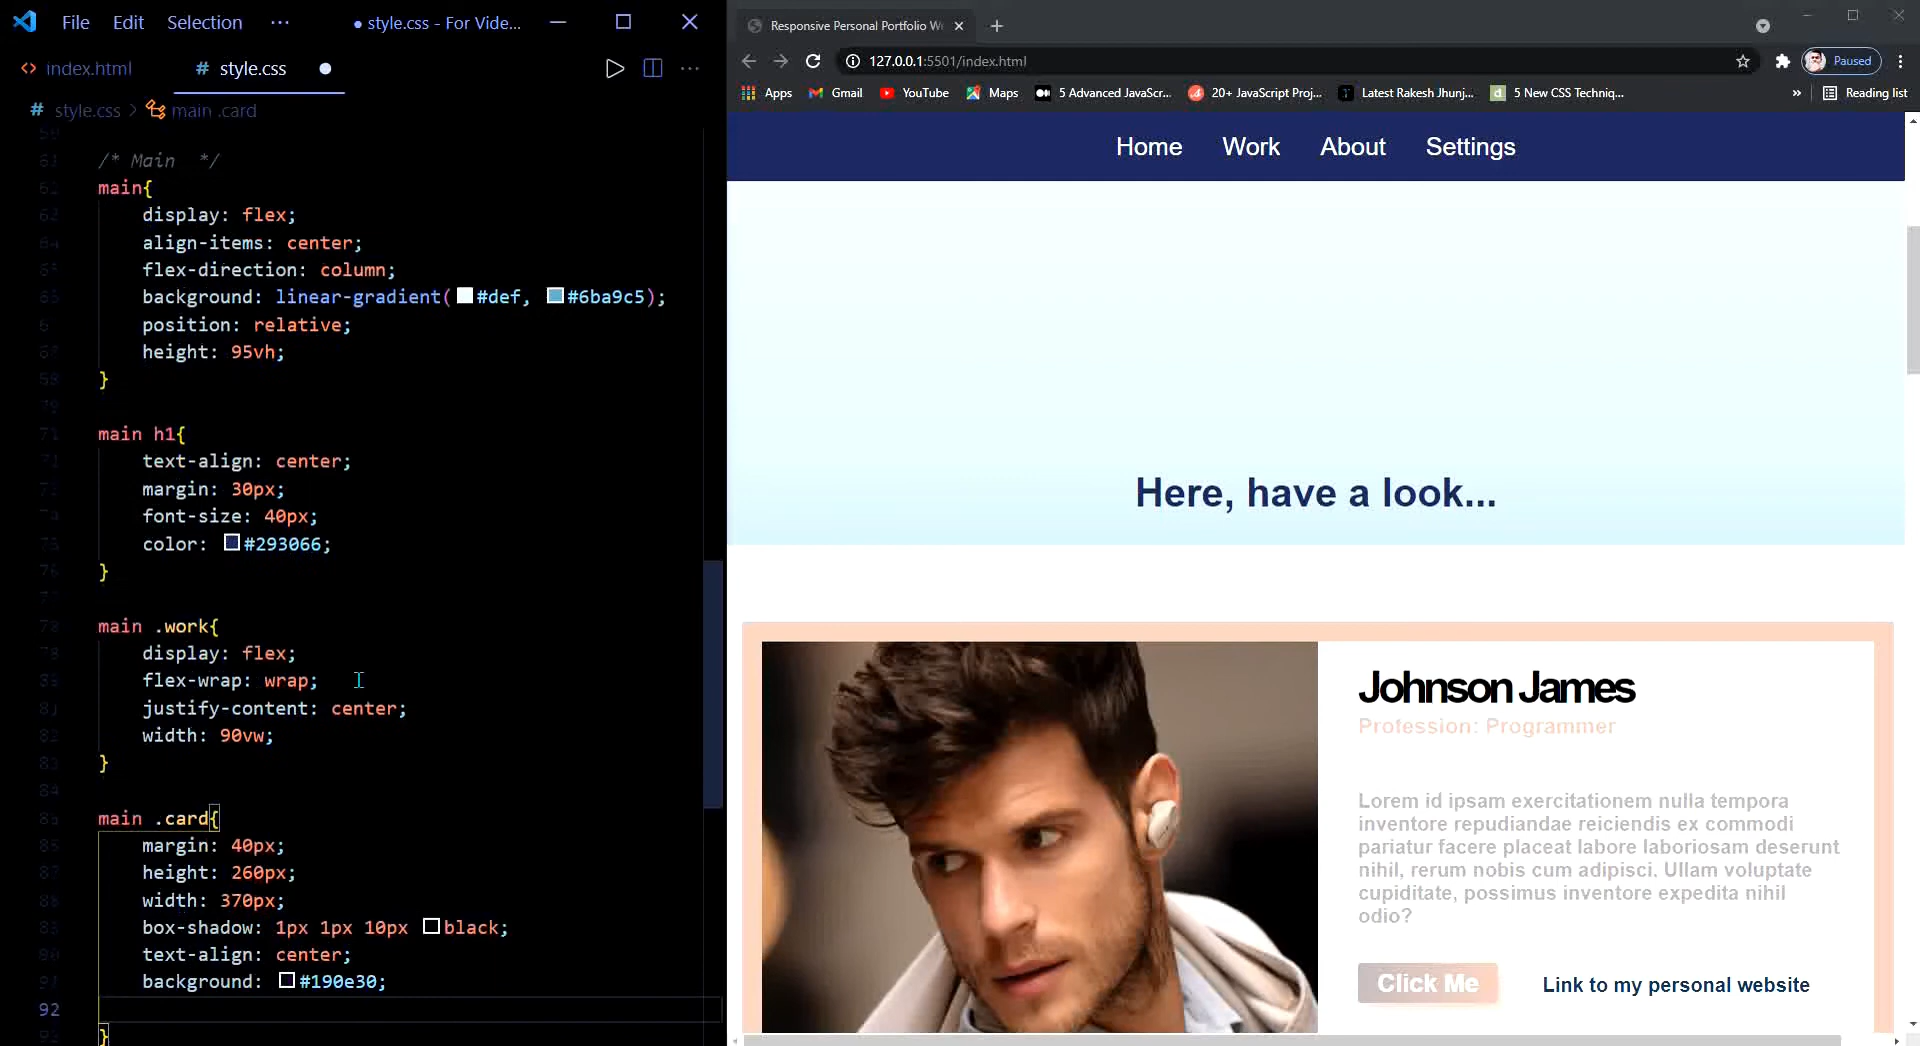 File Edit Selection ··· ● style.css - For Vide...
index.html # style.css
# style.css > main .card
/* Main  */
main{
display: flex;
align-items: center;
flex-direction: column;
background: linear-gradient(#def, #6ba9c5);
position: relative;
height: 95vh;
}
main h1{
text-align: center;
margin: 30px;
font-size: 40px;
color: #293066;
}
main .work{
display: flex;
flex-wrap: wrap;
justify-content: center;
width: 90vw;
}
main .card{
margin: 40px;
height: 260px;
width: 370px;
box-shadow: 1px 1px 10px black;
text-align: center;
background: #190e30;
92
}
Responsive Personal Portfolio W
127.0.0.1:5501/index.html
Paused
Apps Gmail YouTube Maps 5 Advanced JavaScr... 20+ JavaScript Proj... Latest Rakesh Jhunj... 5 New CSS Techniq... » Reading list
Home Work About Settings
Here, have a look...
Johnson James
Profession: Programmer
Lorem id ipsam exercitationem nulla tempora
inventore repudiandae reiciendis ex commodi
pariatur facere placeat labore laboriosam deserunt
nihil, rerum nobis cum adipisci. Ullam voluptate
cupiditate, possimus inventore expedita nihil
odio?
Click Me Link to my personal website